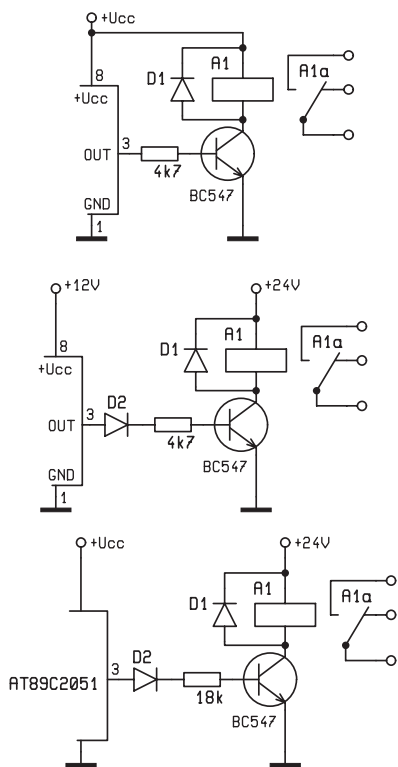 +Ucc
8
+Ucc
D1
A1
A1a
OUT
3
4k7
BC547
GND
1
+12V
+24V
8
+Ucc
D1
A1
A1a
OUT
3
D2
4k7
BC547
GND
1
+Ucc
+24V
D1
A1
A1a
AT89C2051
3
D2
18k
BC547